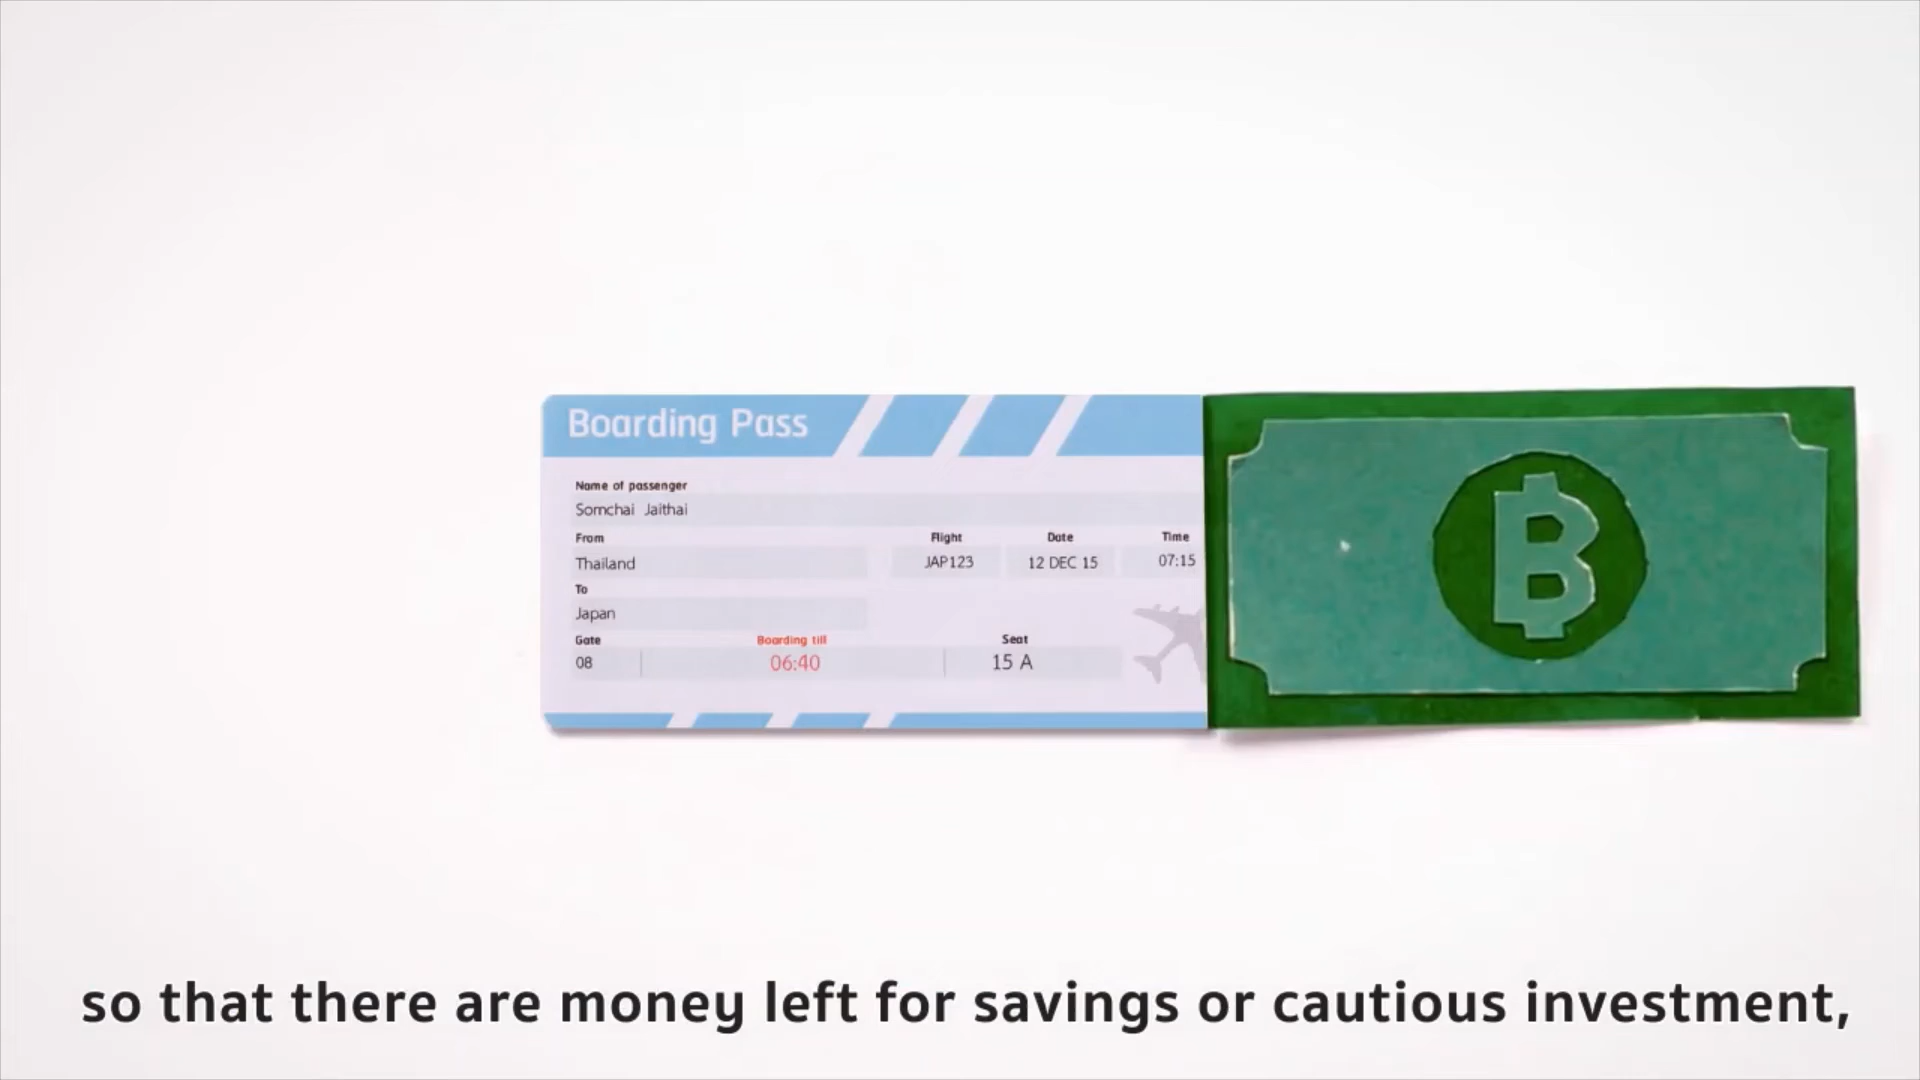 Boarding Pass
Name of passenger
Somchai Jaithai
From
Flight
Date
Time
Thailand
JAP123
12 DEC 15
07:15
To
Japan
Gate
Boarding till
Seat
08
06:40
15 A
B
so that there are money left for savings or cautious investment,